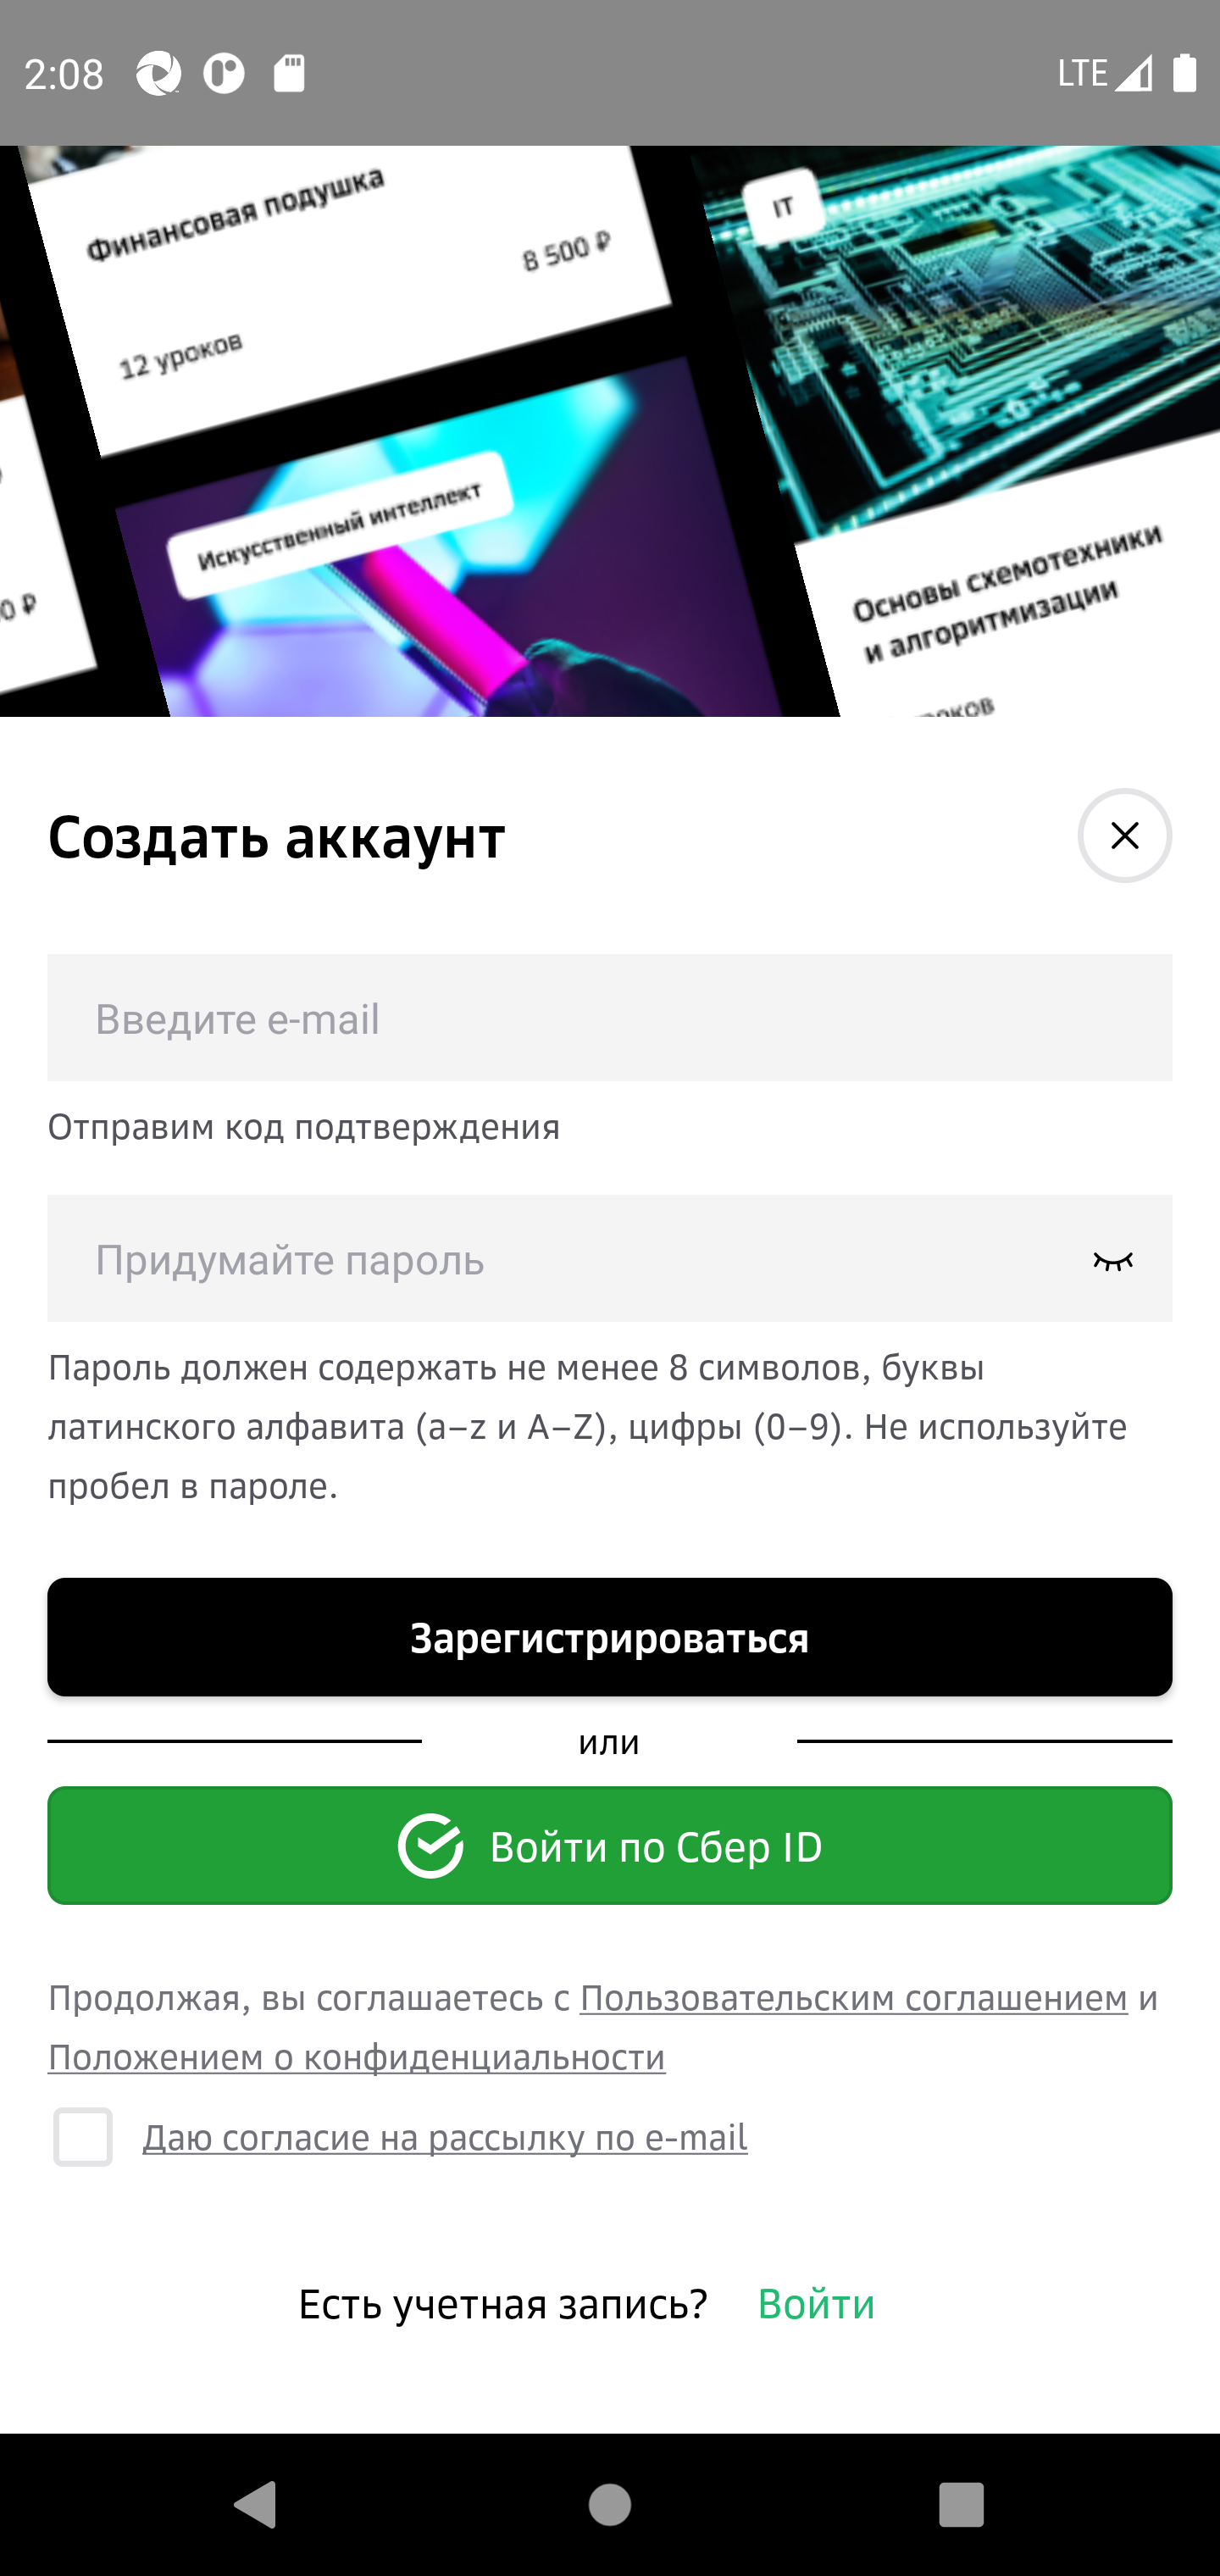 2:08
LTE
Финансовая подушка
8 500 ₽
12 уроков
IT
Искусственный интеллект
Основы схемотехники
и алгоритмизации
Создать аккаунт
Введите e-mail
Отправим код подтверждения
Придумайте пароль
Пароль должен содержать не менее 8 символов, буквы
латинского алфавита (a–z и A–Z), цифры (0–9). Не используйте
пробел в пароле.
Зарегистрироваться
или
Войти по Сбер ID
Продолжая, вы соглашаетесь с Пользовательским соглашением и
Положением о конфиденциальности
Даю согласие на рассылку по e-mail
Есть учетная запись? Войти